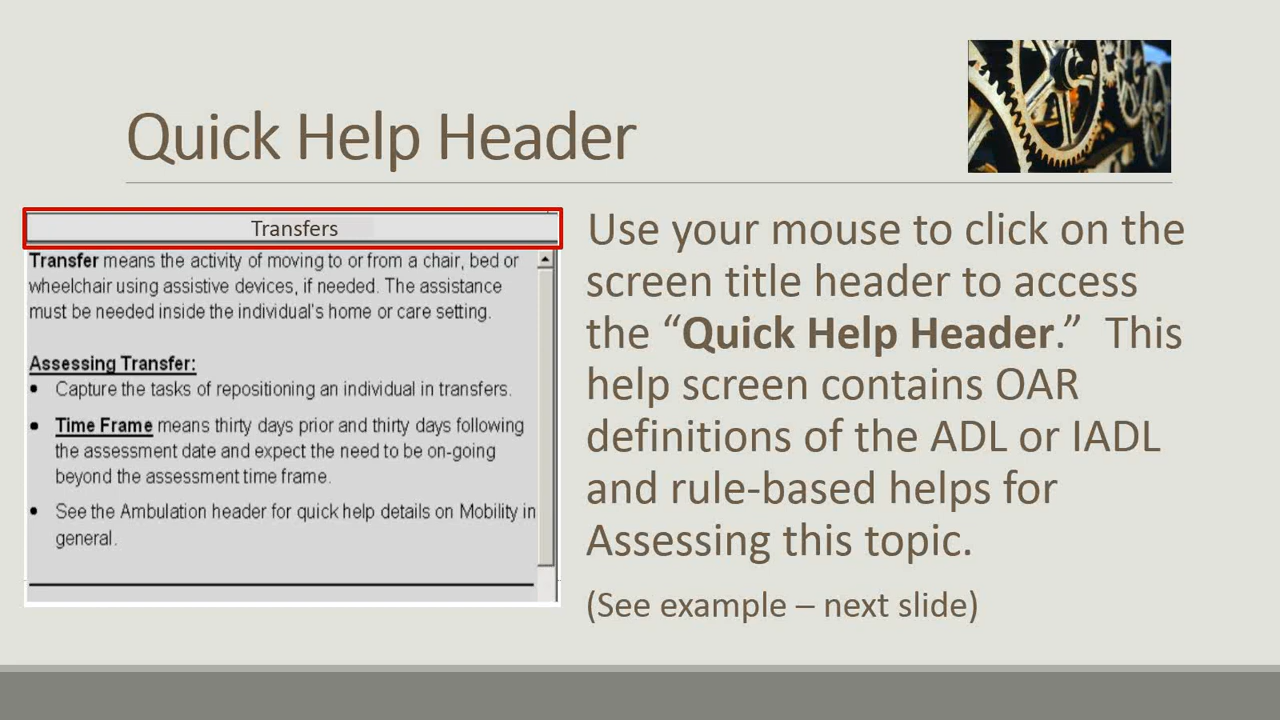 Quick Help Header
Transfers
Transfer means the activity of moving to or from a chair, bed or
wheelchair using assistive devices, if needed. The assistance
must be needed inside the individual's home or care setting.
Assessing Transfer:
• Capture the tasks of repositioning an individual in transfers.
• Time Frame means thirty days prior and thirty days following
the assessment date and expect the need to be on-going
beyond the assessment time frame.
• See the Ambulation header for quick help details on Mobility in
general.
Use your mouse to click on the
screen title header to access
the “Quick Help Header.” This
help screen contains OAR
definitions of the ADL or IADL
and rule-based helps for
Assessing this topic.
(See example – next slide)